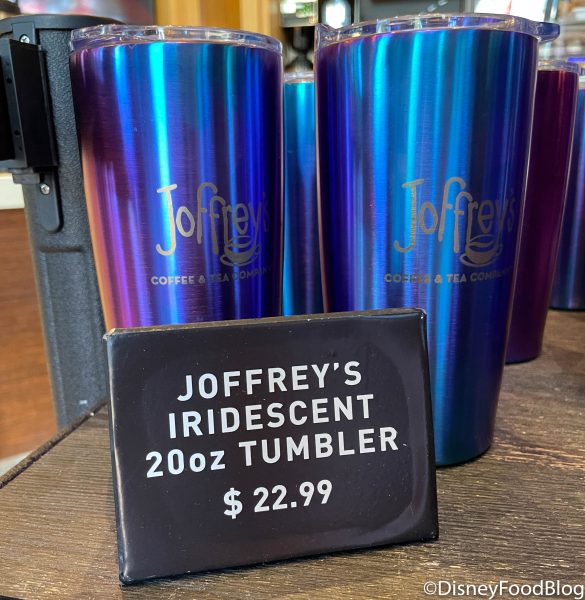 Joffrey's
COFFEE & TEA COMPANY
Joffrey's
COFFEE & TEA COMPANY
JOFFREY'S
IRIDESCENT
20oz TUMBLER
$ 22.99
©DisneyFoodBlog